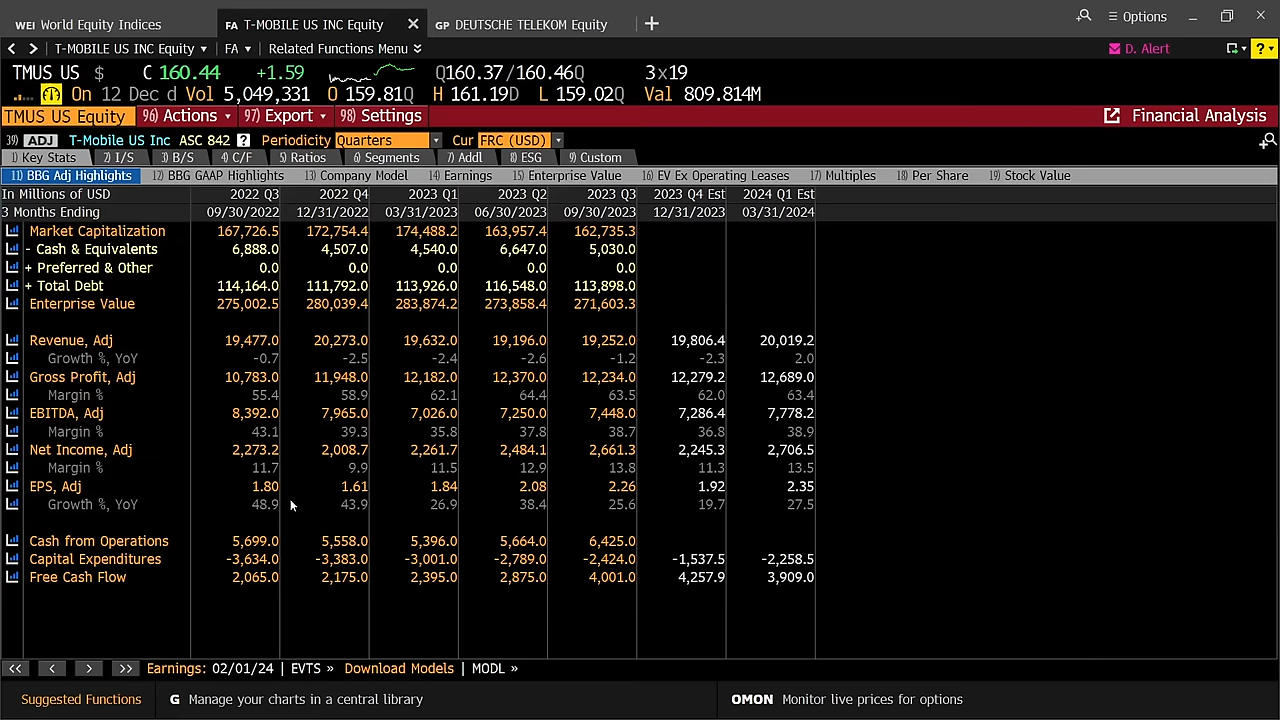 WEI World Equity Indices FA T-MOBILE US INC Equity GP DEUTSCHE TELEKOM Equity Options
T-MOBILE US INC Equity FA Related Functions Menu D. Alert ?
TMUS US $ C 160.44 +1.59 Q160.37/160.46Q 3x19
On 12 Dec d Vol 5,049,331 O 159.81Q H 161.19D L 159.02Q Val 809.814M
TMUS US Equity 96) Actions 97) Export 98) Settings Financial Analysis
39) ADJ T-Mobile US Inc ASC 842 ? Periodicity Quarters Cur FRC (USD)
1) Key Stats 2) I/S 3) B/S 4) C/F 5) Ratios 6) Segments 7) Addl 8) ESG 9) Custom
11) BBG Adj Highlights 12) BBG GAAP Highlights 13) Company Model 14) Earnings 15) Enterprise Value 16) EV Ex Operating Leases 17) Multiples 18) Per Share 19) Stock Value
In Millions of USD 2022 Q3 2022 Q4 2023 Q1 2023 Q2 2023 Q3 2023 Q4 Est 2024 Q1 Est
3 Months Ending 09/30/2022 12/31/2022 03/31/2023 06/30/2023 09/30/2023 12/31/2023 03/31/2024
Market Capitalization 167,726.5 172,754.4 174,488.2 163,957.4 162,735.3
- Cash & Equivalents 6,888.0 4,507.0 4,540.0 6,647.0 5,030.0
+ Preferred & Other 0.0 0.0 0.0 0.0 0.0
+ Total Debt 114,164.0 111,792.0 113,926.0 116,548.0 113,898.0
Enterprise Value 275,002.5 280,039.4 283,874.2 273,858.4 271,603.3
Revenue, Adj 19,477.0 20,273.0 19,632.0 19,196.0 19,252.0 19,806.4 20,019.2
Growth %, YoY -0.7 -2.5 -2.4 -2.6 -1.2 -2.3 2.0
Gross Profit, Adj 10,783.0 11,948.0 12,182.0 12,370.0 12,234.0 12,279.2 12,689.0
Margin % 55.4 58.9 62.1 64.4 63.5 62.0 63.4
EBITDA, Adj 8,392.0 7,965.0 7,026.0 7,250.0 7,448.0 7,286.4 7,778.2
Margin % 43.1 39.3 35.8 37.8 38.7 36.8 38.9
Net Income, Adj 2,273.2 2,008.7 2,261.7 2,484.1 2,661.3 2,245.3 2,706.5
Margin % 11.7 9.9 11.5 12.9 13.8 11.3 13.5
EPS, Adj 1.80 1.61 1.84 2.08 2.26 1.92 2.35
Growth %, YoY 48.9 43.9 26.9 38.4 25.6 19.7 27.5
Cash from Operations 5,699.0 5,558.0 5,396.0 5,664.0 6,425.0
Capital Expenditures -3,634.0 -3,383.0 -3,001.0 -2,789.0 -2,424.0 -1,537.5 -2,258.5
Free Cash Flow 2,065.0 2,175.0 2,395.0 2,875.0 4,001.0 4,257.9 3,909.0
Earnings: 02/01/24 | EVTS » Download Models | MODL »
Suggested Functions G Manage your charts in a central library OMON Monitor live prices for options